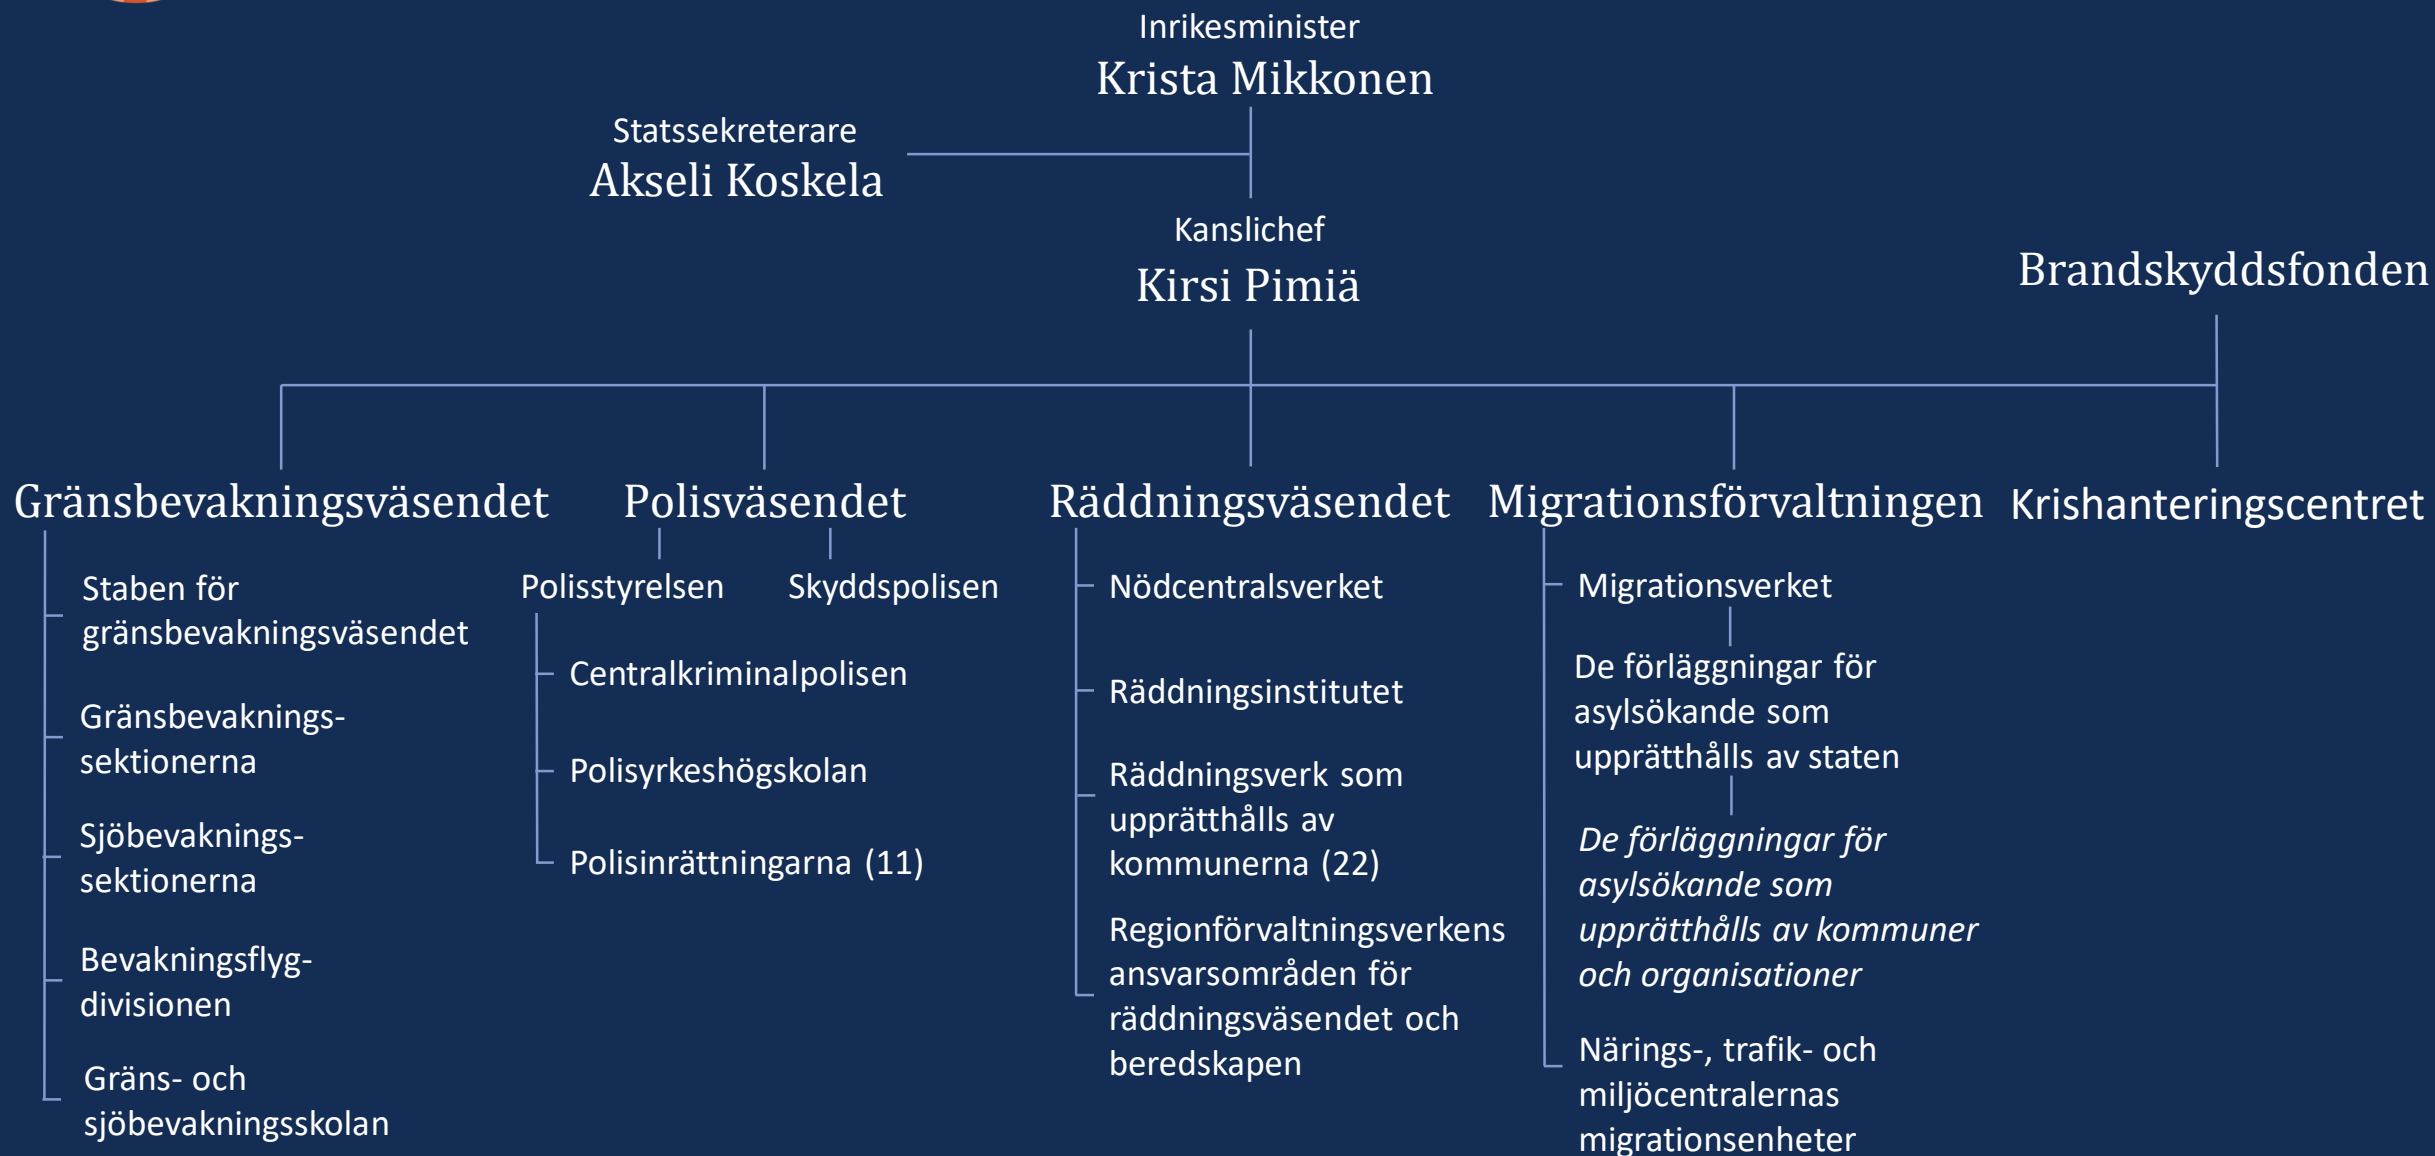 Inrikesminister
Krista Mikkonen
Statssekreterare
Akseli Koskela
Kanslichef
Kirsi Pimiä
Brandskyddsfonden
Gränsbevakningsväsendet
Staben för
gränsbevakningsväsendet
Gränsbevaknings-
sektionerna
Sjöbevaknings-
sektionerna
Bevakningsflyg-
divisionen
Gräns- och
sjöbevakningsskolan
Polisväsendet
Polisstyrelsen
Centralkriminalpolisen
Polisyrkeshögskolan
Polisinrättningarna (11)
Skyddspolisen
Räddningsväsendet
Nödcentralsverket
Räddningsinstitutet
Räddningsverk som
upprätthålls av
kommunerna (22)
Regionförvaltningsverkens
ansvarsområden för
räddningsväsendet och
beredskapen
Migrationsförvaltningen
Migrationsverket
De förläggningar för
asylsökande som
upprätthålls av staten
De förläggningar för
asylsökande som
upprätthålls av kommuner
och organisationer
Närings-, trafik- och
miljöcentralernas
migrationsenheter
Krishanteringscentret